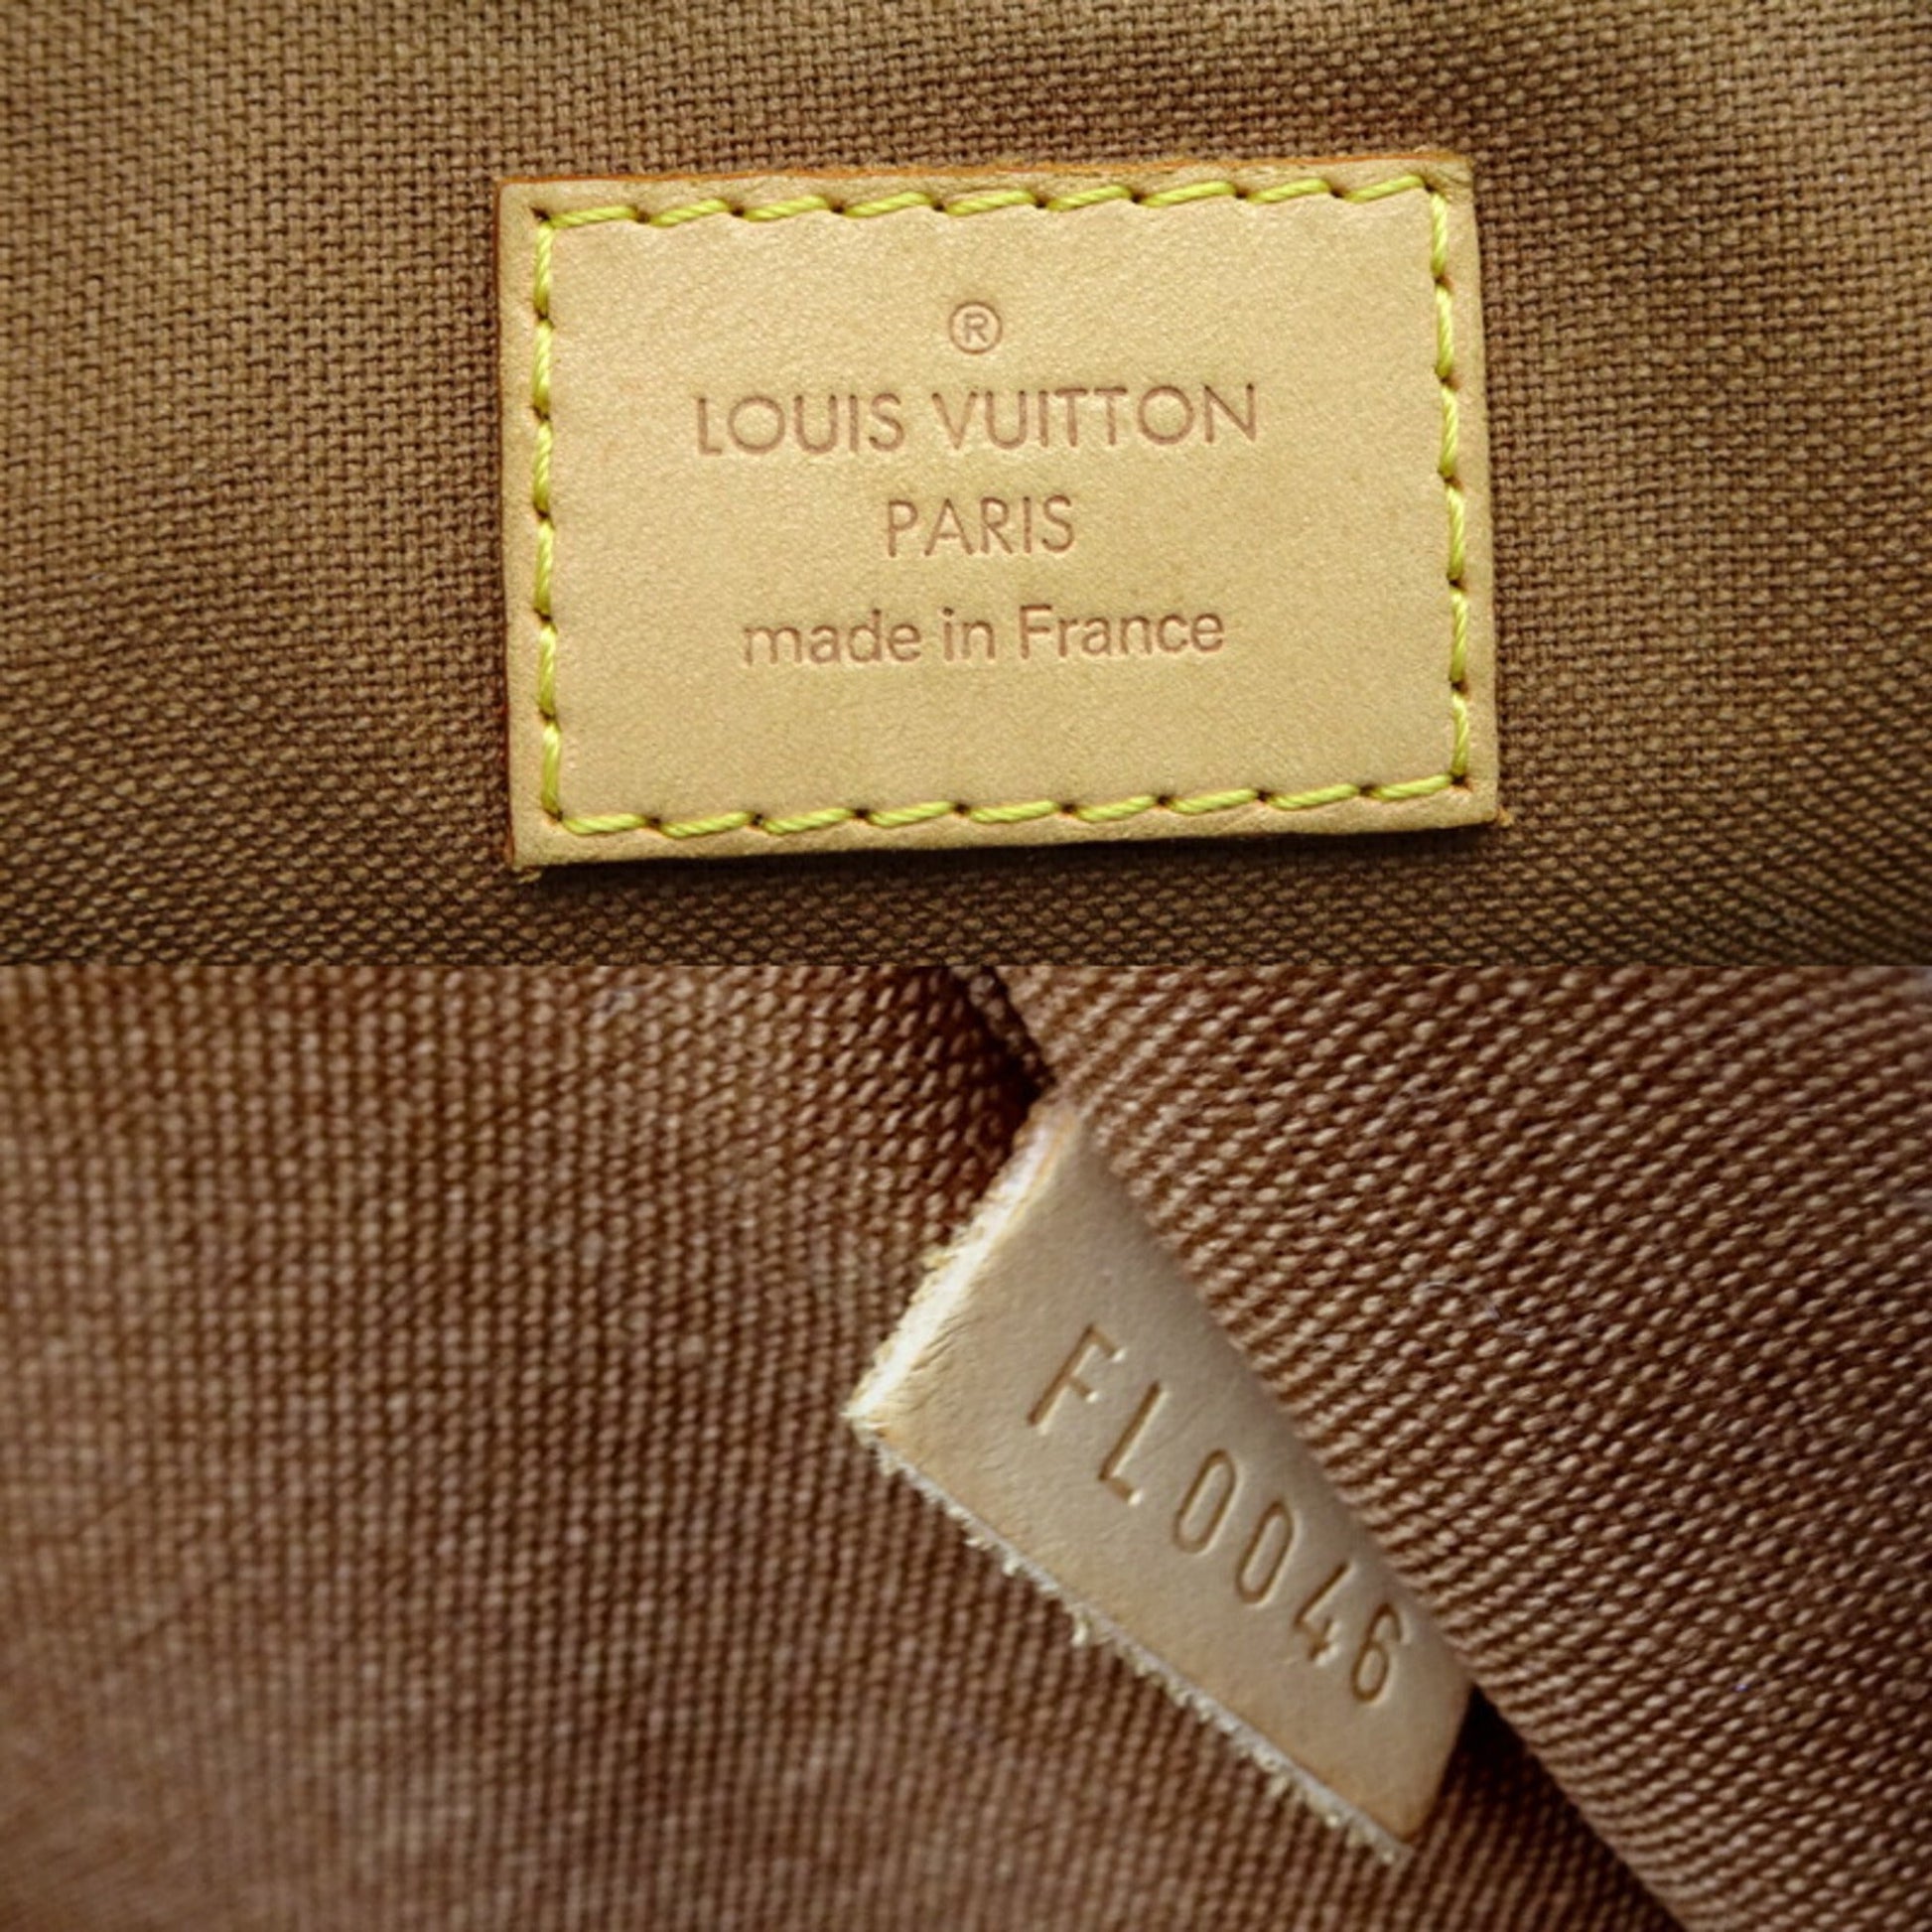 ®
LOUIS VUITTON
PARIS
made in France
FL0046